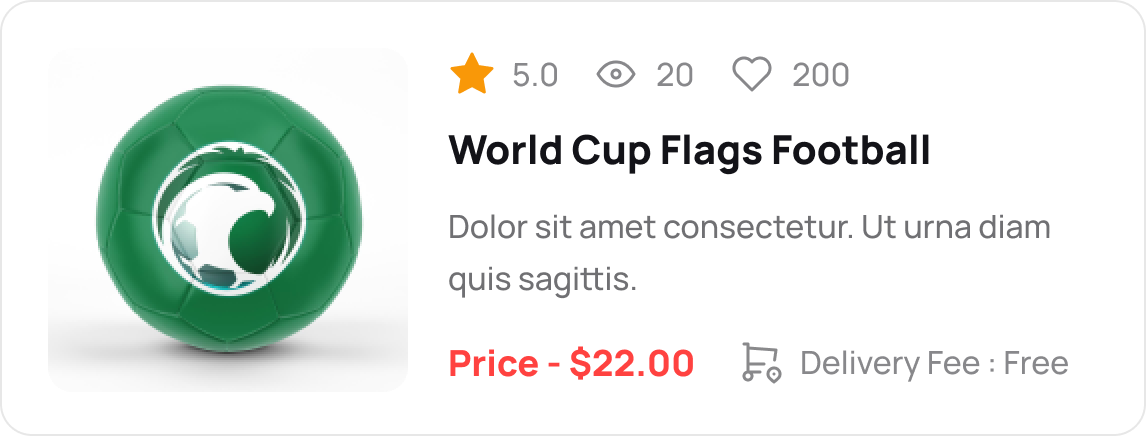 5.0 20 200
World Cup Flags Football
Dolor sit amet consectetur. Ut urna diam
quis sagittis.
Price - $22.00 Delivery Fee : Free